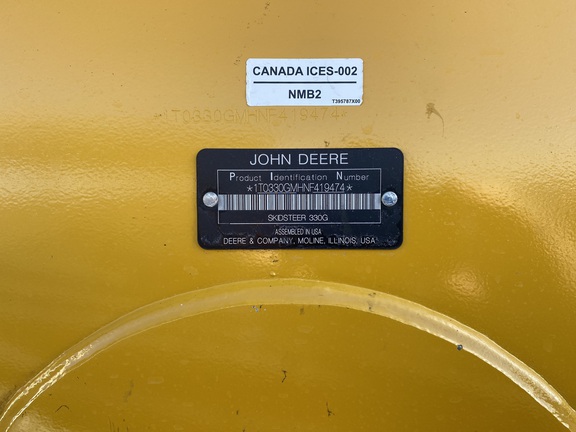 CANADA ICES-002
NMB2
T395787X00
*1T0330GMHNF419474*
JOHN DEERE
Product Identification Number
*1T0330GMHNF419474*
SKIDSTEER 330G
ASSEMBLED IN USA
DEERE & COMPANY, MOLINE, ILLINOIS, USA